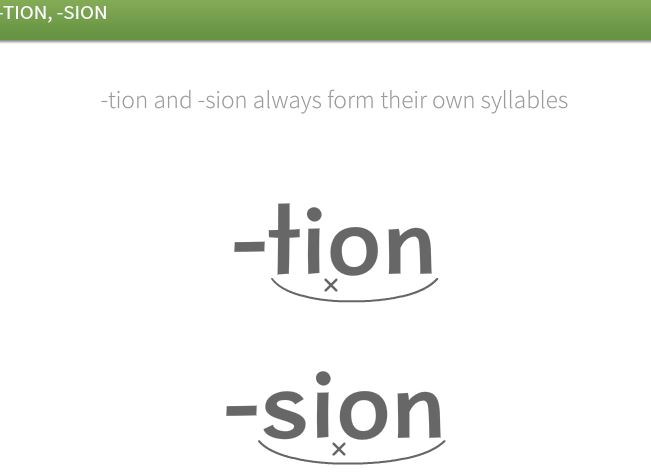 -TION, -SION
-tion and -sion always form their own syllables
-tion
×
-sion
×